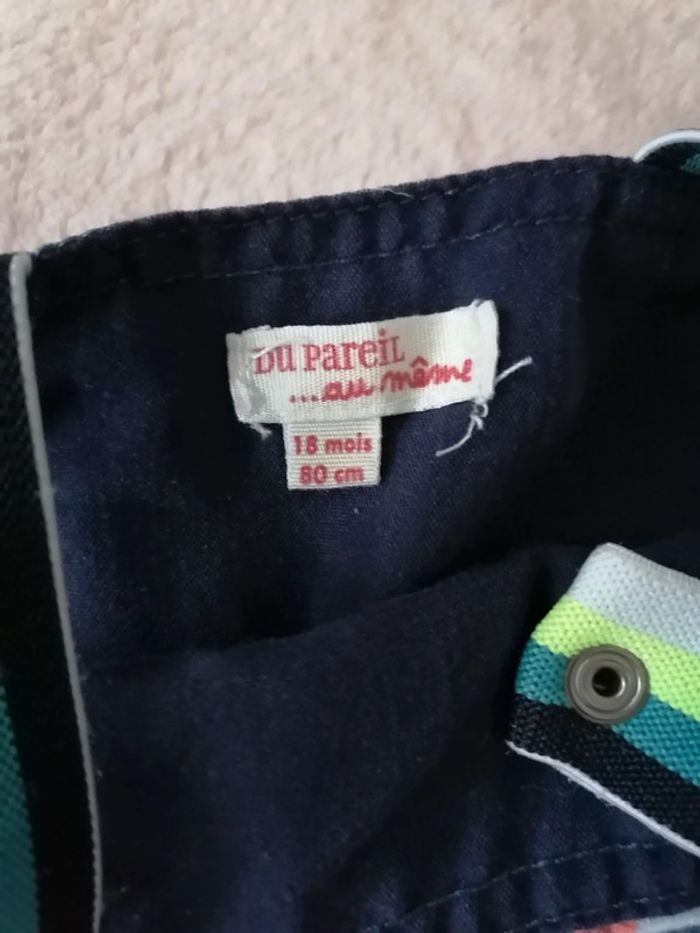 Du Pareil
...au même
18 mois
80 cm